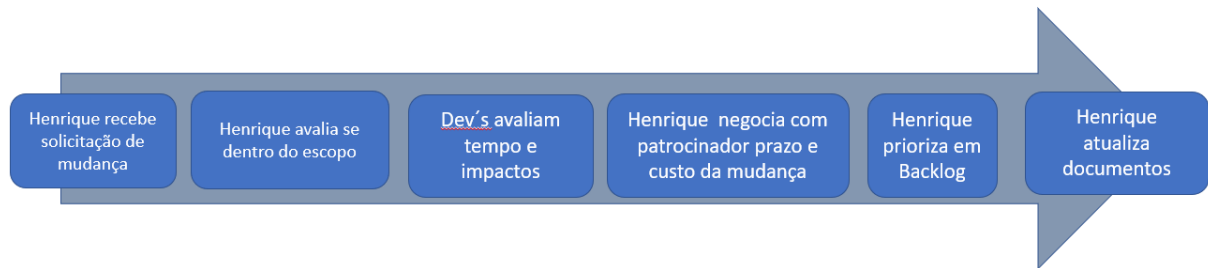 Henrique recebe
solicitação de
mudança
Henrique avalia se
dentro do escopo
Dev´s avaliam
tempo e
impactos
Henrique  negocia com
patrocinador prazo e
custo da mudança
Henrique
prioriza em
Backlog
Henrique
atualiza
documentos